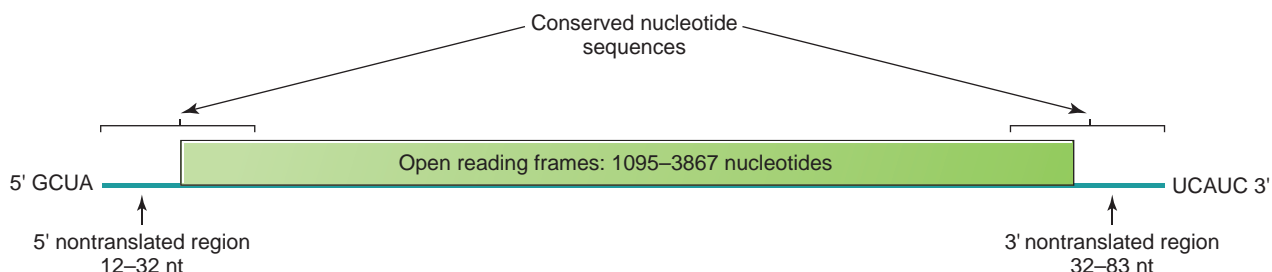 Conserved nucleotide
sequences
Open reading frames: 1095–3867 nucleotides
5' GCUA
UCAUC 3'
5' nontranslated region
12–32 nt
3' nontranslated region
32–83 nt